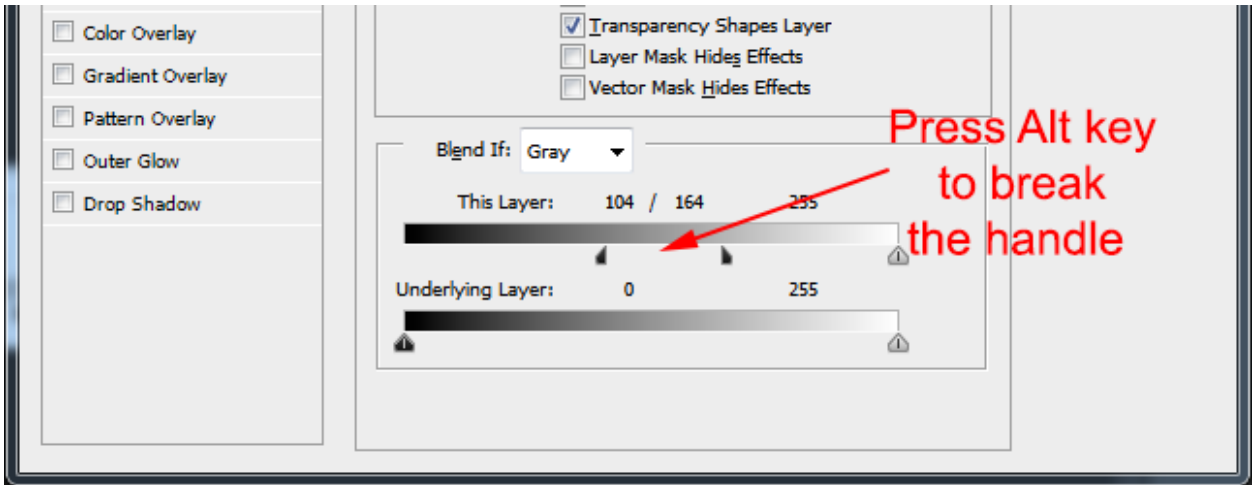 Color Overlay
Gradient Overlay
Pattern Overlay
Outer Glow
Drop Shadow
Transparency Shapes Layer
Layer Mask Hides Effects
Vector Mask Hides Effects
Blend If: Gray
This Layer: 104 / 164 255
Underlying Layer: 0 255
Press Alt key
to break
the handle